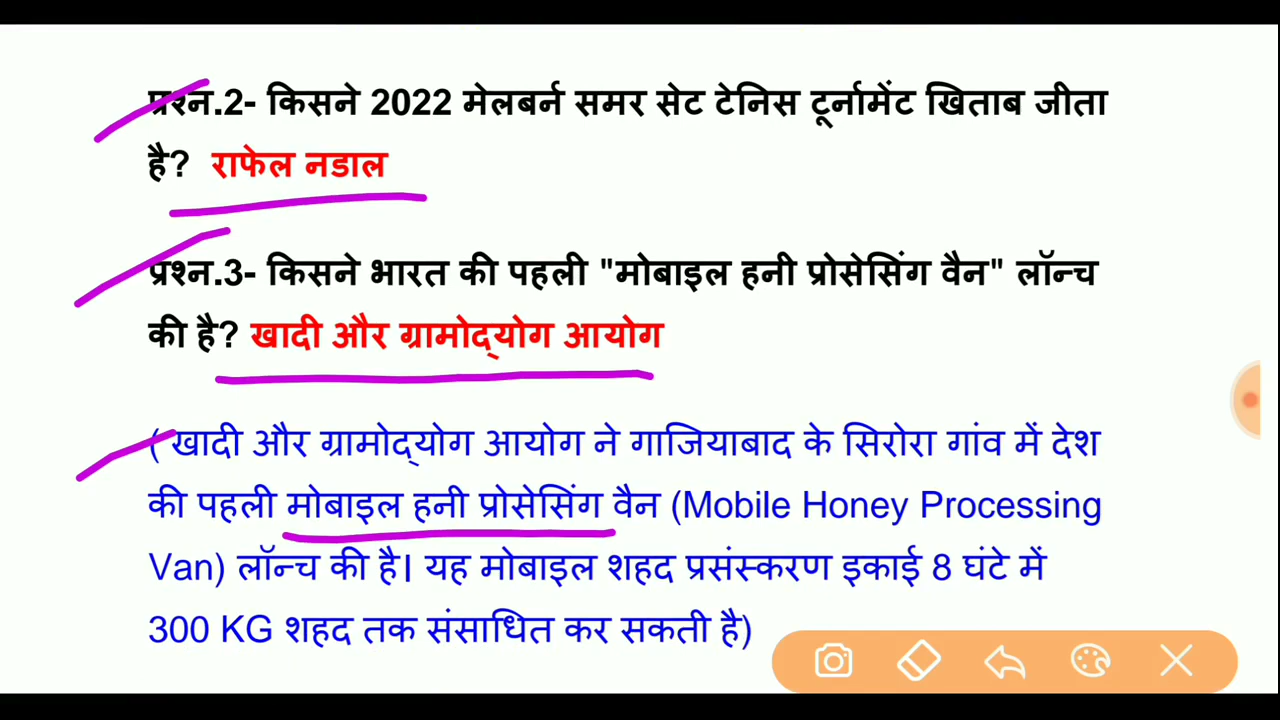 प्रश्न.2- किसने 2022 मेलबर्न समर सेट टेनिस टूर्नामेंट खिताब जीता
है? राफेल नडाल
प्रश्न.3- किसने भारत की पहली "मोबाइल हनी प्रोसेसिंग वैन" लॉन्च
की है? खादी और ग्रामोद्योग आयोग
( खादी और ग्रामोद्योग आयोग ने गाजियाबाद के सिरोरा गांव में देश
की पहली मोबाइल हनी प्रोसेसिंग वैन (Mobile Honey Processing
Van) लॉन्च की है। यह मोबाइल शहद प्रसंस्करण इकाई 8 घंटे में
300 KG शहद तक संसाधित कर सकती है)